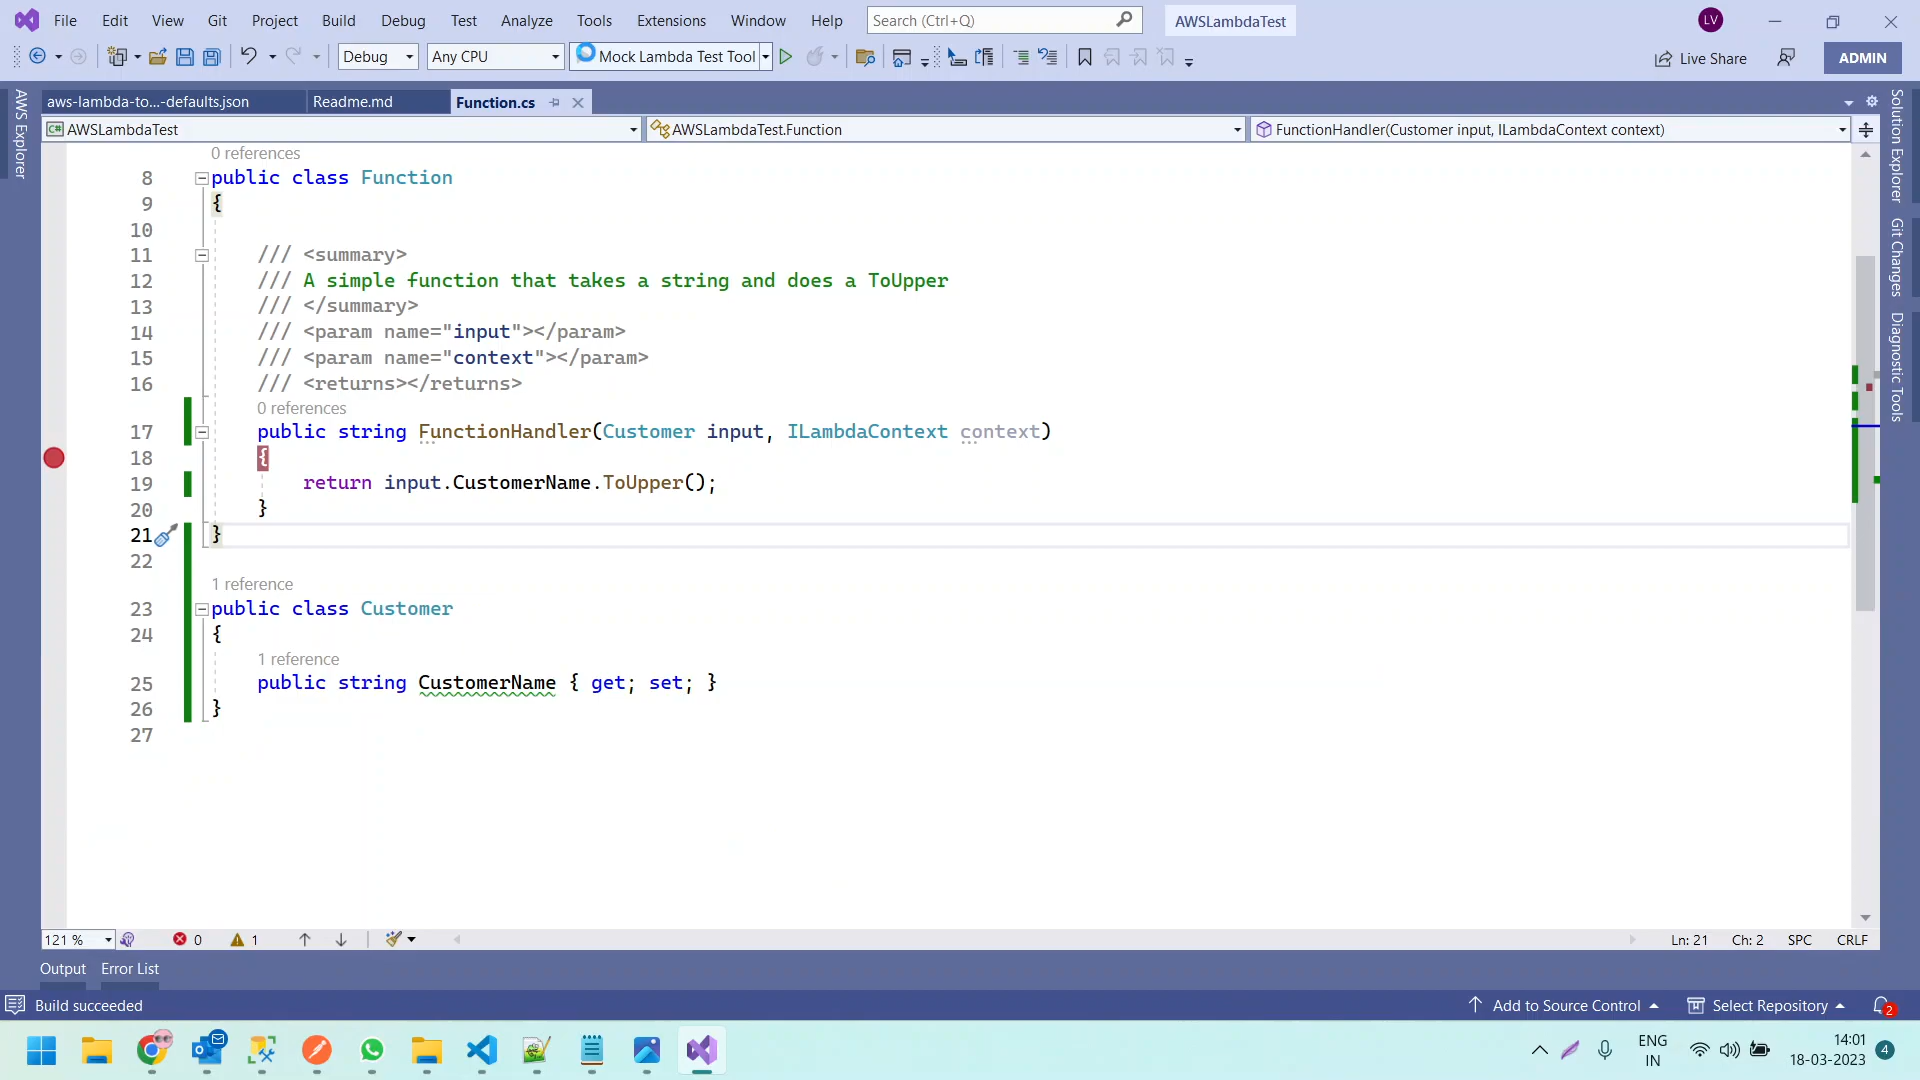 File Edit View Git Project Build Debug Test Analyze Tools Extensions Window Help Search (Ctrl+Q) AWSLambdaTest LV
Debug Any CPU Mock Lambda Test Tool Live Share ADMIN
aws-lambda-to...-defaults.json Readme.md Function.cs
AWSLambdaTest AWSLambdaTest.Function FunctionHandler(Customer input, ILambdaContext context)
AWS Explorer
Solution Explorer
Git Changes
Diagnostic Tools
0 references
8 public class Function
9 {
10
11 /// <summary>
12 /// A simple function that takes a string and does a ToUpper
13 /// </summary>
14 /// <param name="input"></param>
15 /// <param name="context"></param>
16 /// <returns></returns>
0 references
17 public string FunctionHandler(Customer input, ILambdaContext context)
18 {
19 return input.CustomerName.ToUpper();
20 }
21 }
22
1 reference
23 public class Customer
24 {
1 reference
25 public string CustomerName { get; set; }
26 }
27
121 % 0 1 Ln: 21 Ch: 2 SPC CRLF
Output Error List
Build succeeded Add to Source Control Select Repository 2
ENG 14:01
IN 18-03-2023 4